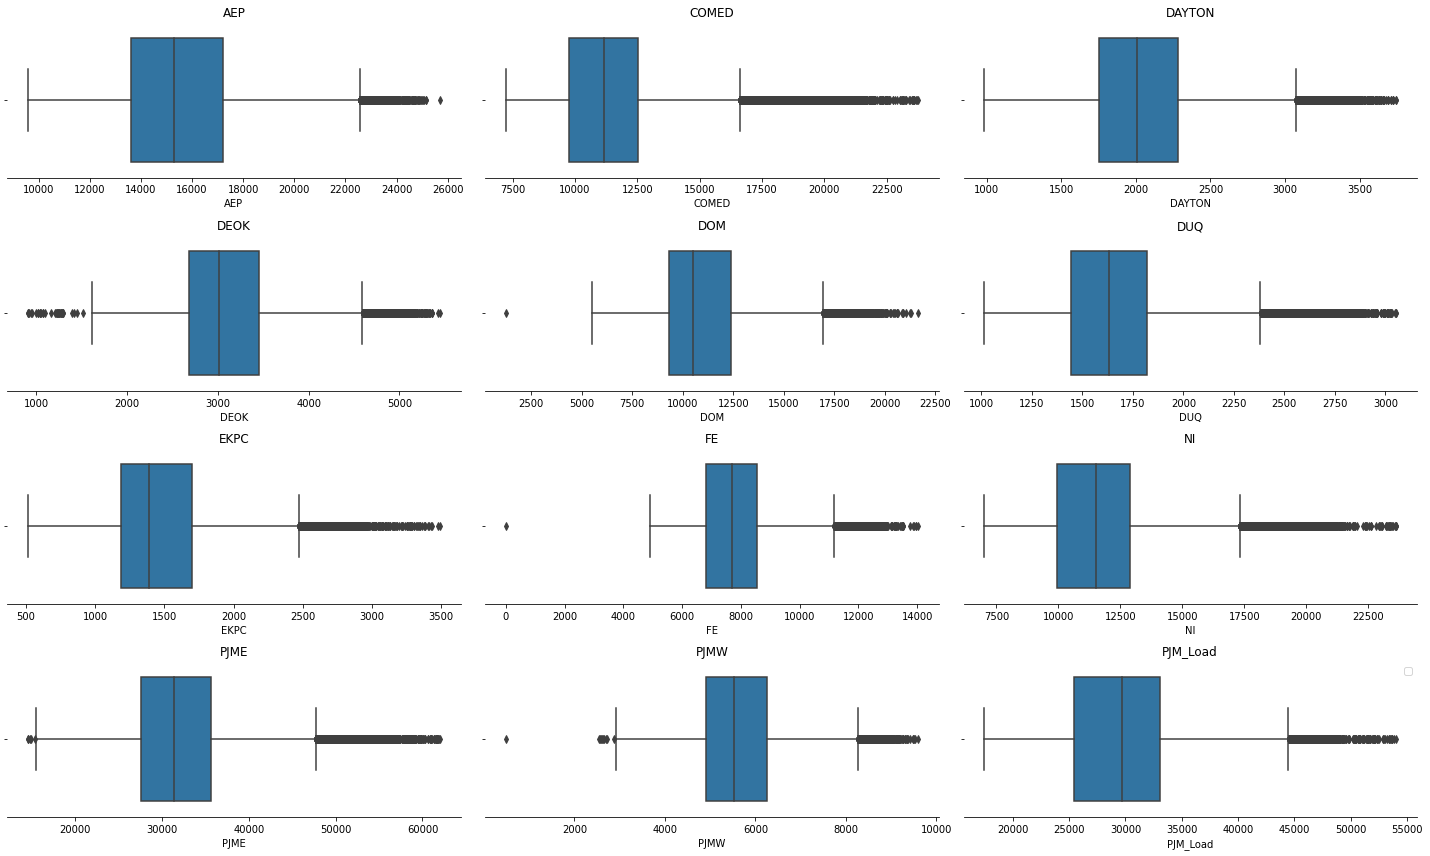 AEP COMED DAYTON
10000 12000 14000 16000 18000 20000 22000 24000 26000 7500 10000 12500 15000 17500 20000 22500 1000 1500 2000 2500 3000 3500
AEP COMED DAYTON
DEOK DOM DUQ
1000 2000 3000 4000 5000 2500 5000 7500 10000 12500 15000 17500 20000 22500 1000 1250 1500 1750 2000 2250 2500 2750 3000
DEOK DOM DUQ
EKPC FE NI
500 1000 1500 2000 2500 3000 3500 0 2000 4000 6000 8000 10000 12000 14000 7500 10000 12500 15000 17500 20000 22500
EKPC FE NI
PJME PJMW PJM_Load
20000 30000 40000 50000 60000 2000 4000 6000 8000 10000 20000 25000 30000 35000 40000 45000 50000 55000
PJME PJMW PJM_Load